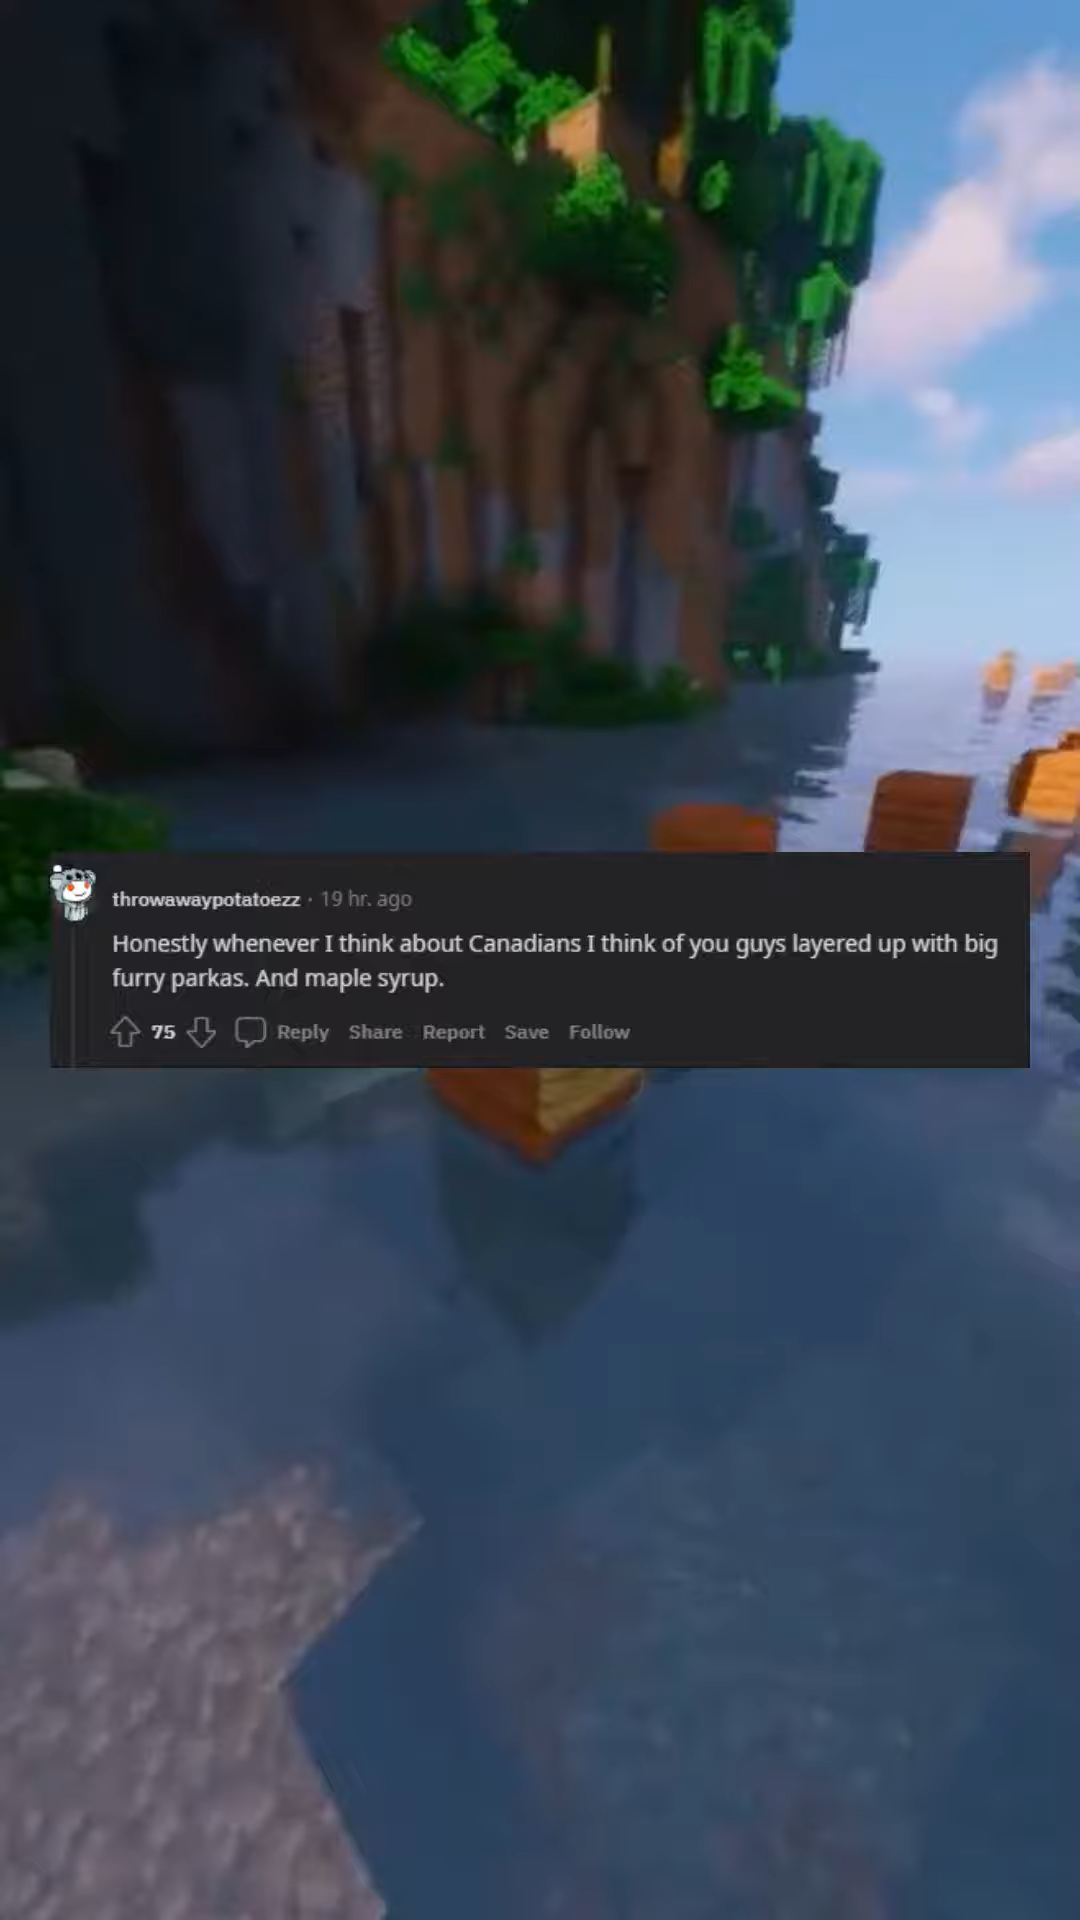 throwawaypotatoezz · 19 hr. ago
Honestly whenever I think about Canadians I think of you guys layered up with big
furry parkas. And maple syrup.
75 Reply Share Report Save Follow